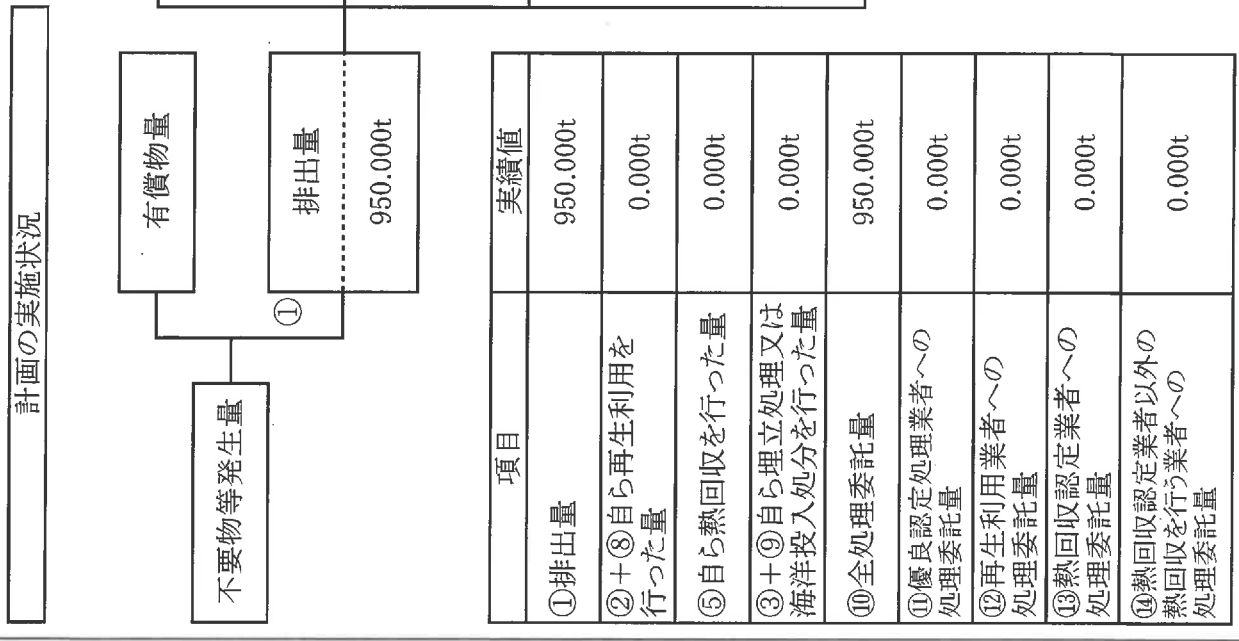 計画の実施状況
不要物等発生量
有償物量
①
排出量
950.000t
項目
実績値
①排出量
950.000t
②+⑧自ら再生利用を
行った量
0.000t
⑤自ら熱回収を行った量
0.000t
③+⑨自ら埋立処理又は
海洋投入処分を行った量
0.000t
⑩全処理委託量
950.000t
⑪優良認定処理業者への
処理委託量
0.000t
⑫再生利用業者への
処理委託量
0.000t
⑬熱回収認定業者への
処理委託量
0.000t
⑭熱回収認定業者以外の
熱回収を行う業者への
処理委託量
0.000t